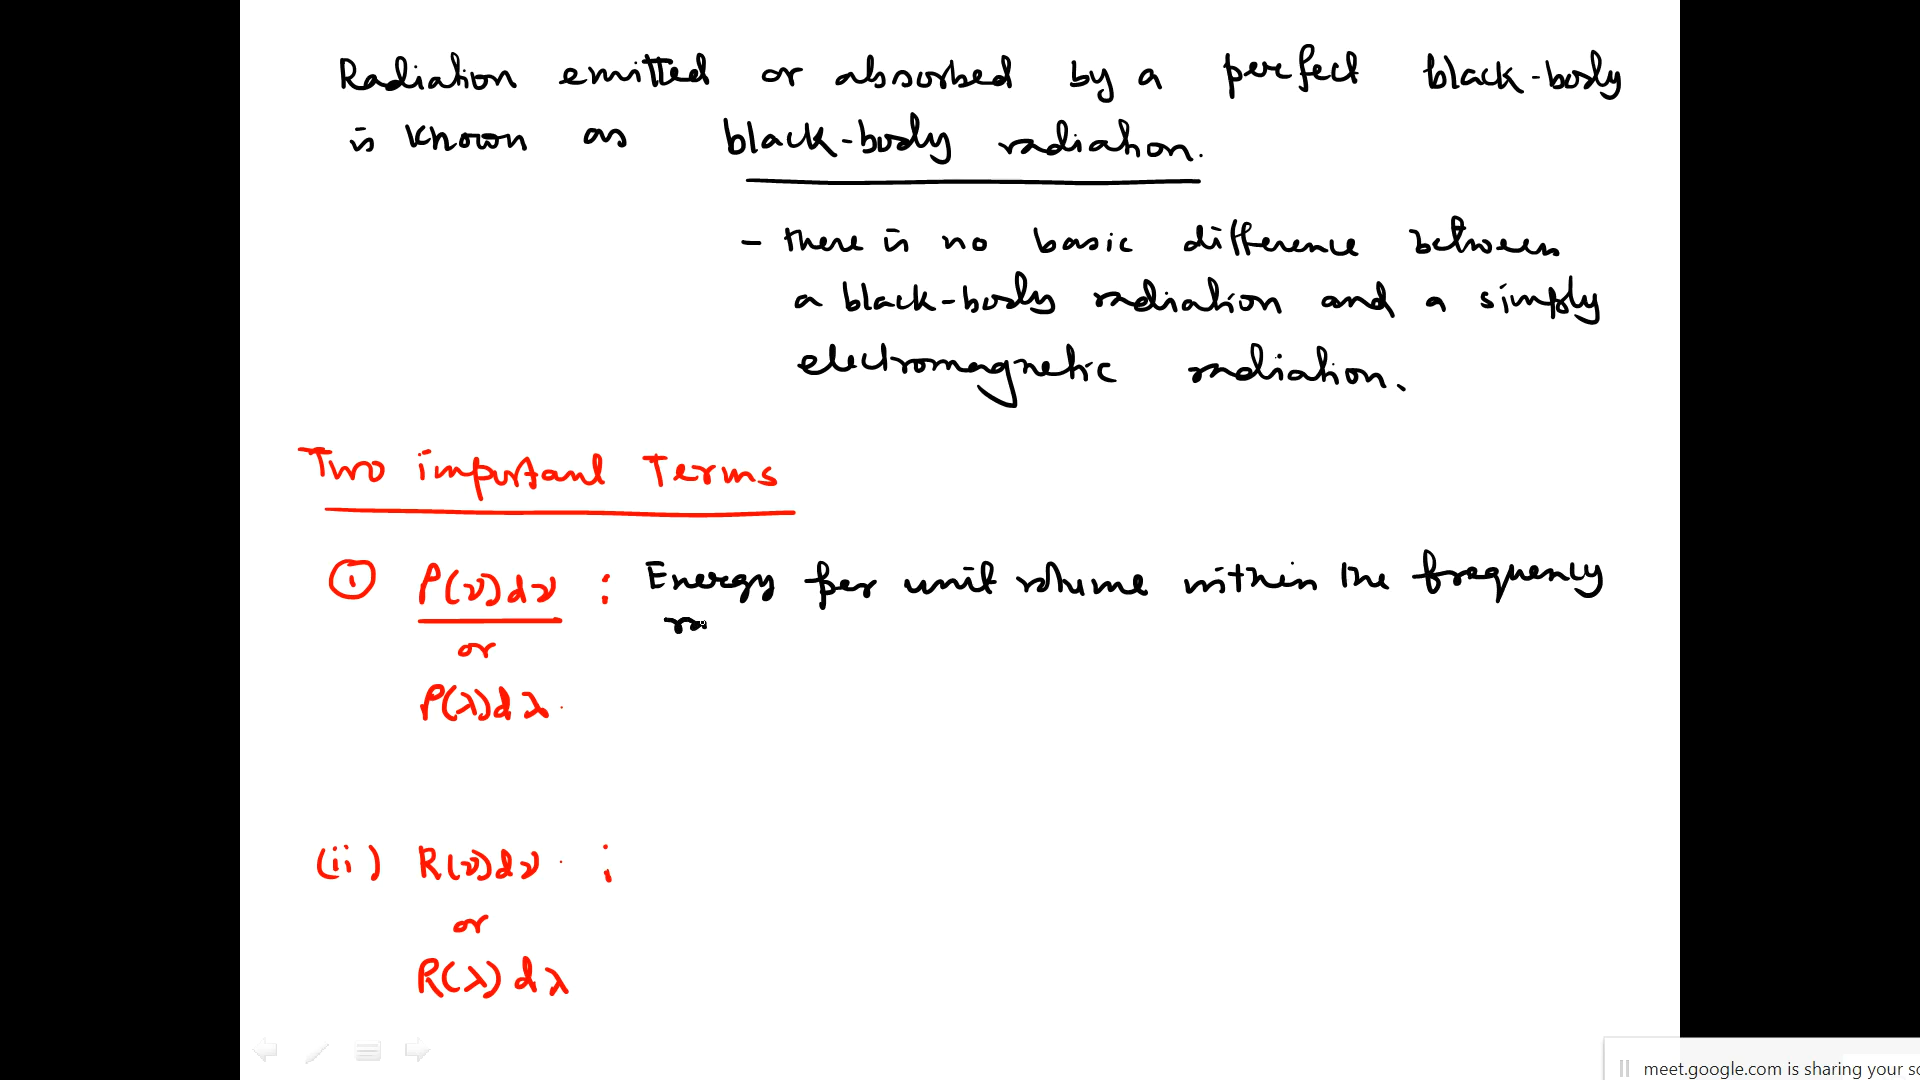 Radiation emitted or absorbed by a perfect black-body
is known as black-body radiation.
- there is no basic difference between
a black-body radiation and a simply
electromagnetic radiation.
Two important Terms
(i) ρ(ν)dν : Energy per unit volume within the frequency
or
ρ(λ)dλ
(ii) R(ν)dν :
or
R(λ)dλ
meet.google.com is sharing your